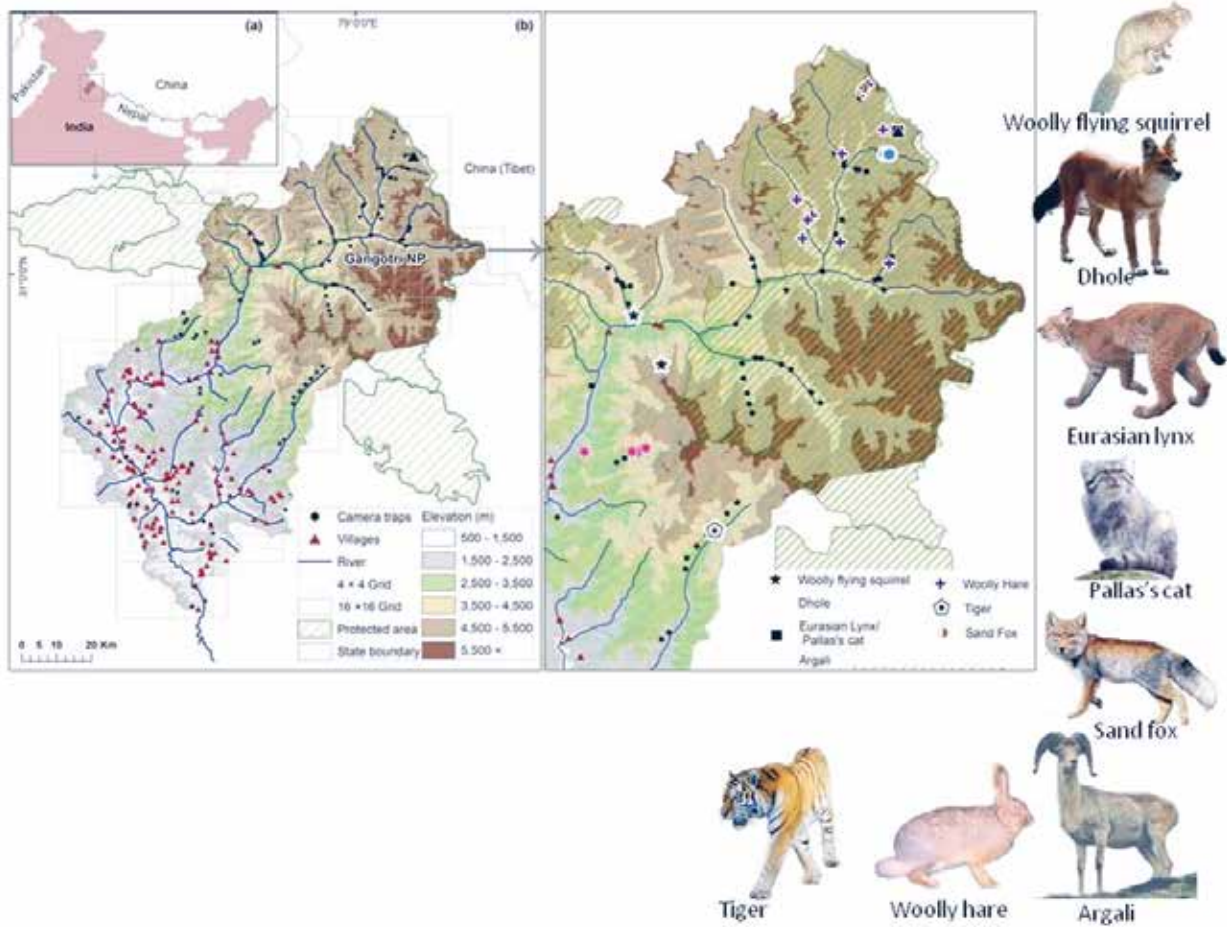 (a)
Pakistan
China
Nepal
India
79°0'0"E
(b)
China (Tibet)
Gangotri NP
31°0'0"N
Camera traps
Villages
River
4 × 4 Grid
16 ×16 Grid
Protected area
State boundary
Elevation (m)
500 - 1,500
1,500 - 2,500
2,500 - 3,500
3,500 - 4,500
4,500 - 5,500
5,500 ×
0 5 10 20 Km
Woolly flying squirrel
Dhole
Eurasian Lynx/
Pallas's cat
Argali
Woolly Hare
Tiger
Sand Fox
Woolly flying squirrel
Dhole
Eurasian lynx
Pallas's cat
Sand fox
Tiger
Woolly hare
Argali